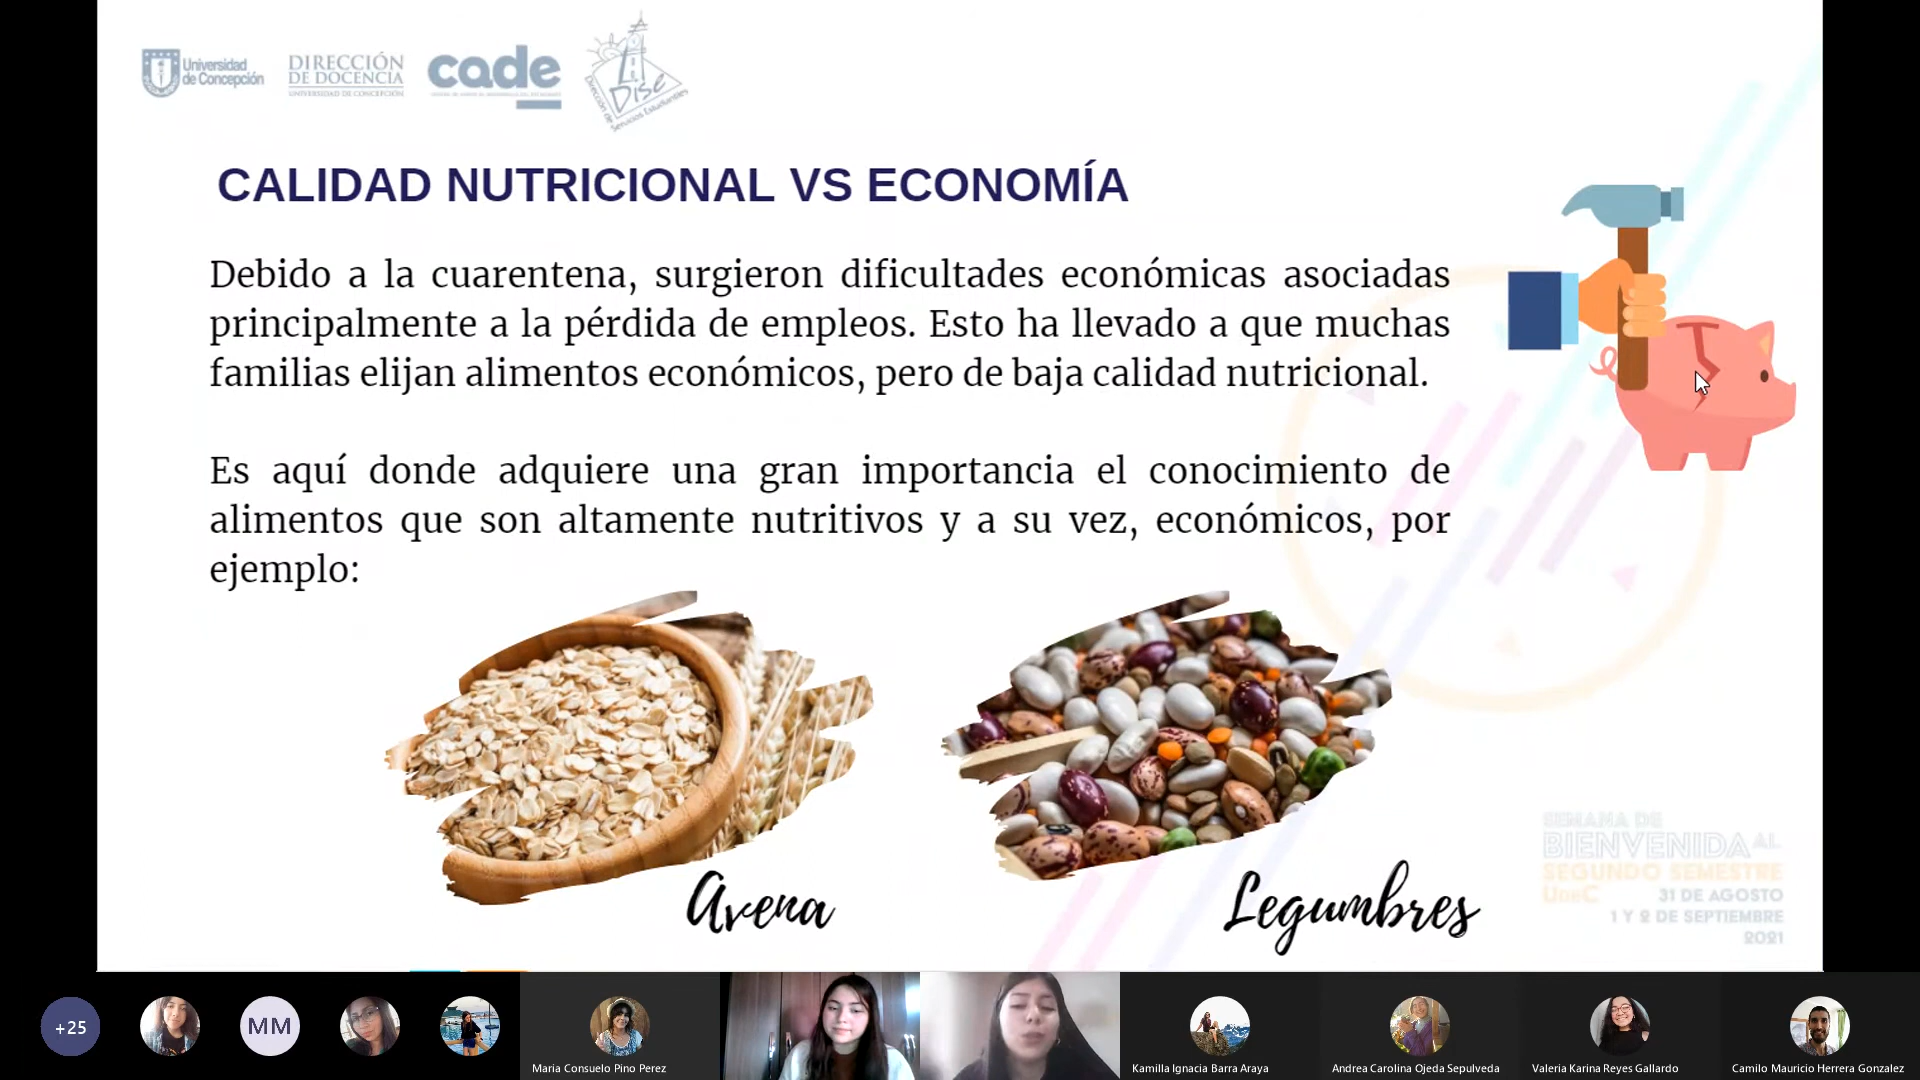 Universidad
de Concepción
DIRECCIÓN
DE DOCENCIA
UNIVERSIDAD DE CONCEPCIÓN
cade
Dise
Dirección de Servicios Estudiantiles
CALIDAD NUTRICIONAL VS ECONOMÍA
Debido a la cuarentena, surgieron dificultades económicas asociadas
principalmente a la pérdida de empleos. Esto ha llevado a que muchas
familias elijan alimentos económicos, pero de baja calidad nutricional.
Es aquí donde adquiere una gran importancia el conocimiento de
alimentos que son altamente nutritivos y a su vez, económicos, por
ejemplo:
Avena
Legumbres
SEMANA DE
BIENVENIDA AL
SEGUNDO SEMESTRE
UdeC 31 DE AGOSTO
1 Y 2 DE SEPTIEMBRE
2021
+25
MM
Maria Consuelo Pino Perez
Kamilla Ignacia Barra Araya
Andrea Carolina Ojeda Sepulveda
Valeria Karina Reyes Gallardo
Camilo Mauricio Herrera Gonzalez